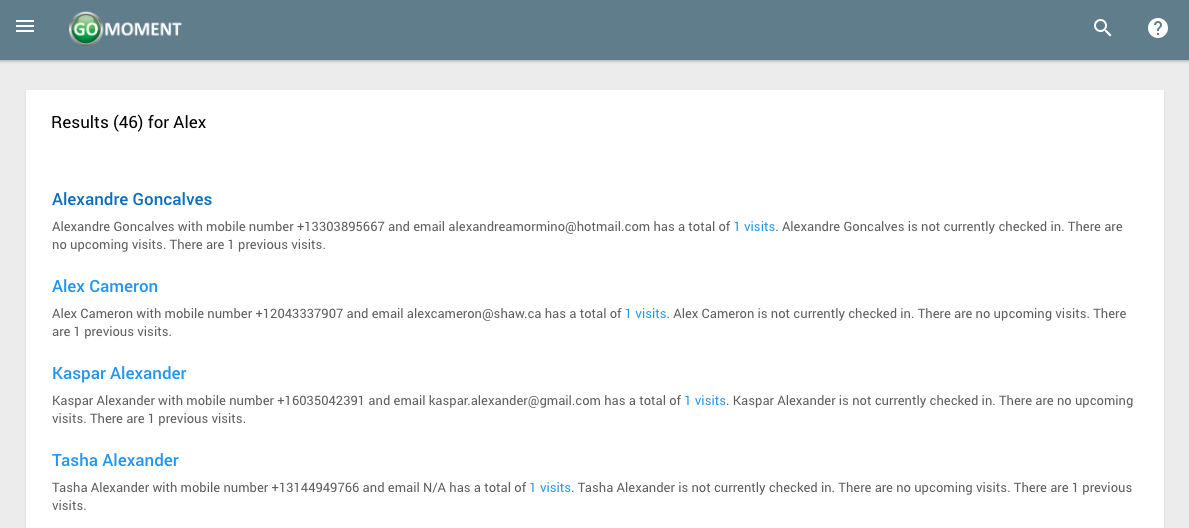 GOMOMENT
Results (46) for Alex
Alexandre Goncalves
Alexandre Goncalves with mobile number +13303895667 and email alexandreamormino@hotmail.com has a total of 1 visits. Alexandre Goncalves is not currently checked in. There are
no upcoming visits. There are 1 previous visits.
Alex Cameron
Alex Cameron with mobile number +12043337907 and email alexcameron@shaw.ca has a total of 1 visits. Alex Cameron is not currently checked in. There are no upcoming visits. There
are 1 previous visits.
Kaspar Alexander
Kaspar Alexander with mobile number +16035042391 and email kaspar.alexander@gmail.com has a total of 1 visits. Kaspar Alexander is not currently checked in. There are no upcoming
visits. There are 1 previous visits.
Tasha Alexander
Tasha Alexander with mobile number +13144949766 and email N/A has a total of 1 visits. Tasha Alexander is not currently checked in. There are no upcoming visits. There are 1 previous
visits.